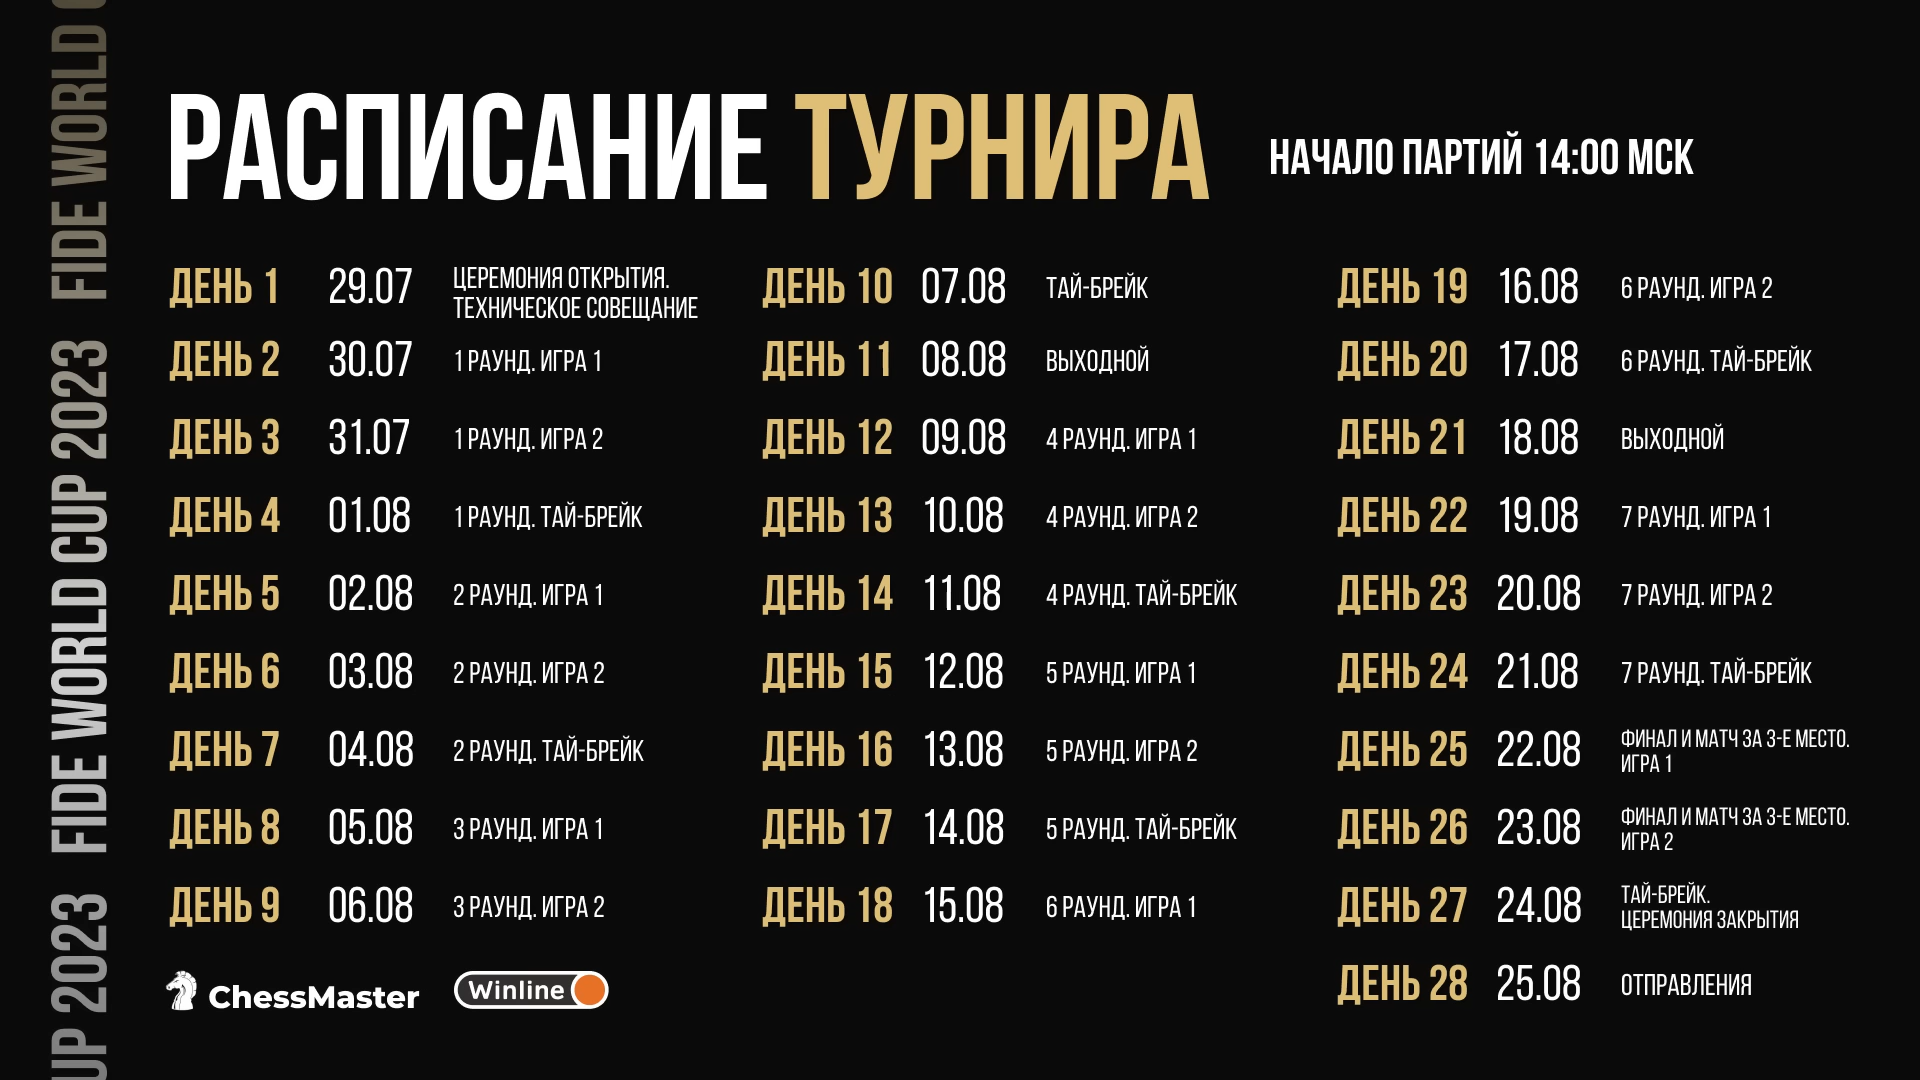 РАСПИСАНИЕ ТУРНИРА
НАЧАЛО ПАРТИЙ 14:00 МСК
ДЕНЬ 1 29.07 ЦЕРЕМОНИЯ ОТКРЫТИЯ.
ТЕХНИЧЕСКОЕ СОВЕЩАНИЕ
ДЕНЬ 2 30.07 1 РАУНД. ИГРА 1
ДЕНЬ 3 31.07 1 РАУНД. ИГРА 2
ДЕНЬ 4 01.08 1 РАУНД. ТАЙ-БРЕЙК
ДЕНЬ 5 02.08 2 РАУНД. ИГРА 1
ДЕНЬ 6 03.08 2 РАУНД. ИГРА 2
ДЕНЬ 7 04.08 2 РАУНД. ТАЙ-БРЕЙК
ДЕНЬ 8 05.08 3 РАУНД. ИГРА 1
ДЕНЬ 9 06.08 3 РАУНД. ИГРА 2
ДЕНЬ 10 07.08 ТАЙ-БРЕЙК
ДЕНЬ 11 08.08 ВЫХОДНОЙ
ДЕНЬ 12 09.08 4 РАУНД. ИГРА 1
ДЕНЬ 13 10.08 4 РАУНД. ИГРА 2
ДЕНЬ 14 11.08 4 РАУНД. ТАЙ-БРЕЙК
ДЕНЬ 15 12.08 5 РАУНД. ИГРА 1
ДЕНЬ 16 13.08 5 РАУНД. ИГРА 2
ДЕНЬ 17 14.08 5 РАУНД. ТАЙ-БРЕЙК
ДЕНЬ 18 15.08 6 РАУНД. ИГРА 1
ДЕНЬ 19 16.08 6 РАУНД. ИГРА 2
ДЕНЬ 20 17.08 6 РАУНД. ТАЙ-БРЕЙК
ДЕНЬ 21 18.08 ВЫХОДНОЙ
ДЕНЬ 22 19.08 7 РАУНД. ИГРА 1
ДЕНЬ 23 20.08 7 РАУНД. ИГРА 2
ДЕНЬ 24 21.08 7 РАУНД. ТАЙ-БРЕЙК
ДЕНЬ 25 22.08 ФИНАЛ И МАТЧ ЗА 3-Е МЕСТО.
ИГРА 1
ДЕНЬ 26 23.08 ФИНАЛ И МАТЧ ЗА 3-Е МЕСТО.
ИГРА 2
ДЕНЬ 27 24.08 ТАЙ-БРЕЙК.
ЦЕРЕМОНИЯ ЗАКРЫТИЯ
ДЕНЬ 28 25.08 ОТПРАВЛЕНИЯ
ChessMaster
Winline
UP 2023 FIDE WORLD CUP 2023 FIDE WORLD